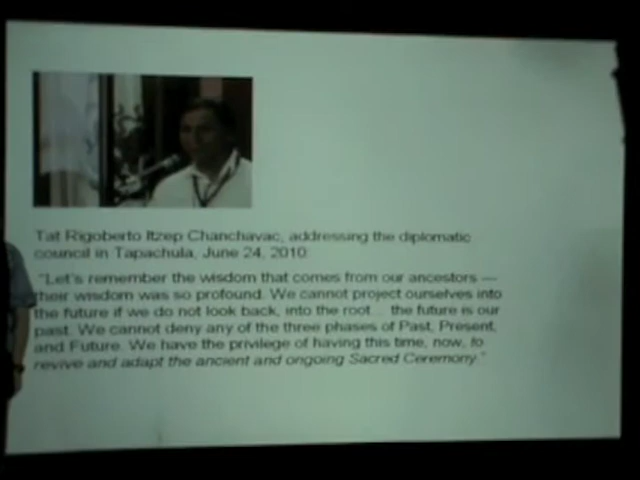 Tat Rigoberto Itzep Chanchavac, addressing the diplomatic
council in Tapachula, June 24, 2010:
"Let's remember the wisdom that comes from our ancestors —
their wisdom was so profound. We cannot project ourselves into
the future if we do not look back, into the root... the future is our
past. We cannot deny any of the three phases of Past, Present,
and Future. We have the privilege of having this time, now, to
revive and adapt the ancient and ongoing Sacred Ceremony."